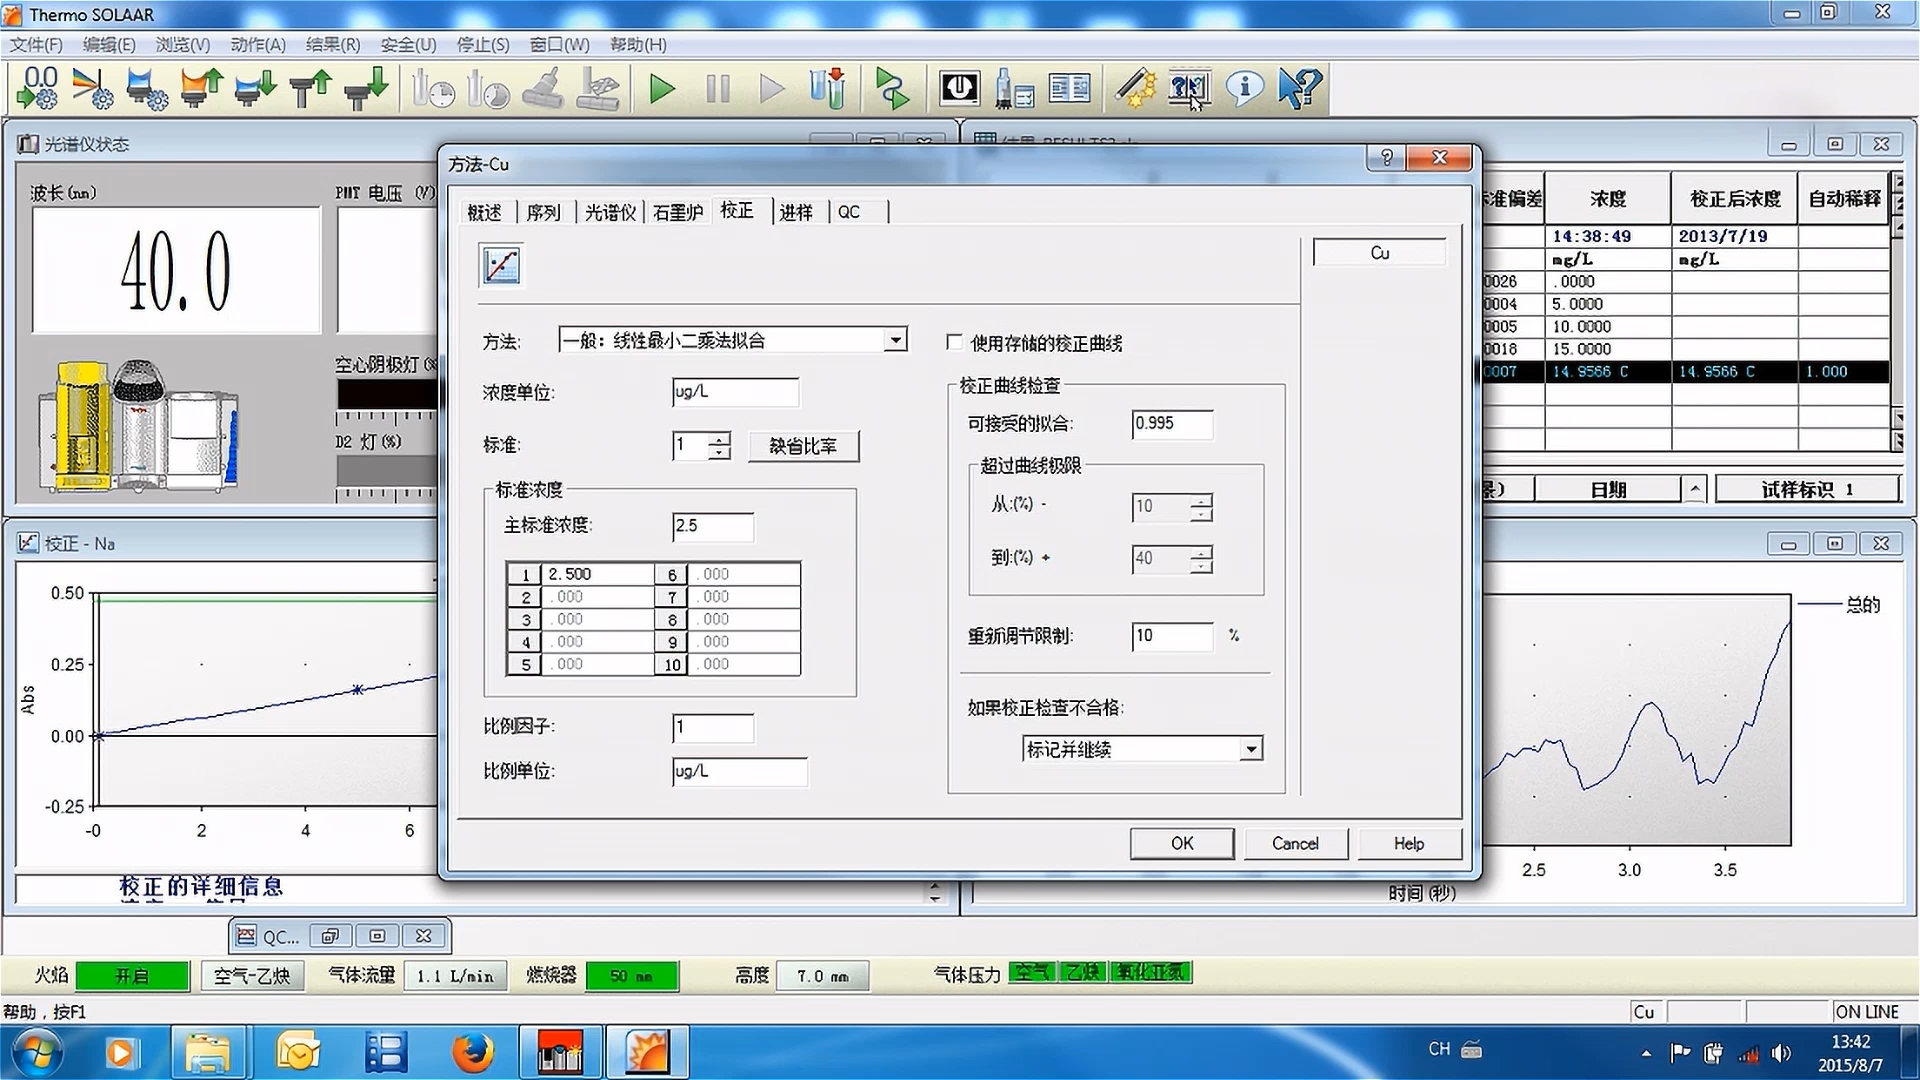 Thermo SOLAAR
文件(F) 编辑(E) 浏览(V) 动作(A) 结果(R) 安全(U) 停止(S) 窗口(W) 帮助(H)
0.0
光谱仪状态
波长(nm)
PMT 电压 (V)
40.0
空心阴极灯(%
D2 灯(%)
方法-Cu
概述 序列 光谱仪 石墨炉 校正 进样 QC
Cu
方法: 一般: 线性最小二乘法拟合
使用存储的校正曲线
浓度单位: ug/L
标准: 1 缺省比率
标准浓度
主标准浓度: 2.5
1 2.500 6 .000
2 .000 7 .000
3 .000 8 .000
4 .000 9 .000
5 .000 10 .000
比例因子: 1
比例单位: ug/L
校正曲线检查
可接受的拟合: 0.995
超过曲线极限
从:(%) - 10
到:(%) + 40
重新调节限制: 10 %
如果校正检查不合格:
标记并继续
OK Cancel Help
准偏差 浓度 校正后浓度 自动稀释
14:38:49 2013/7/19
mg/L mg/L
0026 .0000
0004 5.0000
0005 10.0000
0018 15.0000
0007 14.9566 C 14.9566 C 1.000
日期 试样标识 1
校正 - Na
0.50
0.25
0.00
-0.25
Abs
-0 2 4 6
校正的详细信息
总的
2.5 3.0 3.5
时间(秒)
QC...
火焰 开启 空气-乙炔 气体流量 1.1 L/min 燃烧器 50 mm 高度 7.0 mm 气体压力 空气 乙炔 氧化亚氮
帮助，按F1
Cu
ON LINE
CH
13:42
2015/8/7